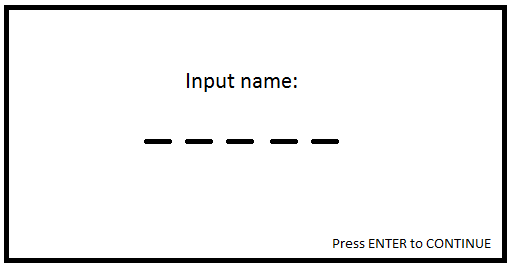 Input name:
_ _ _ _ _
Press ENTER to CONTINUE